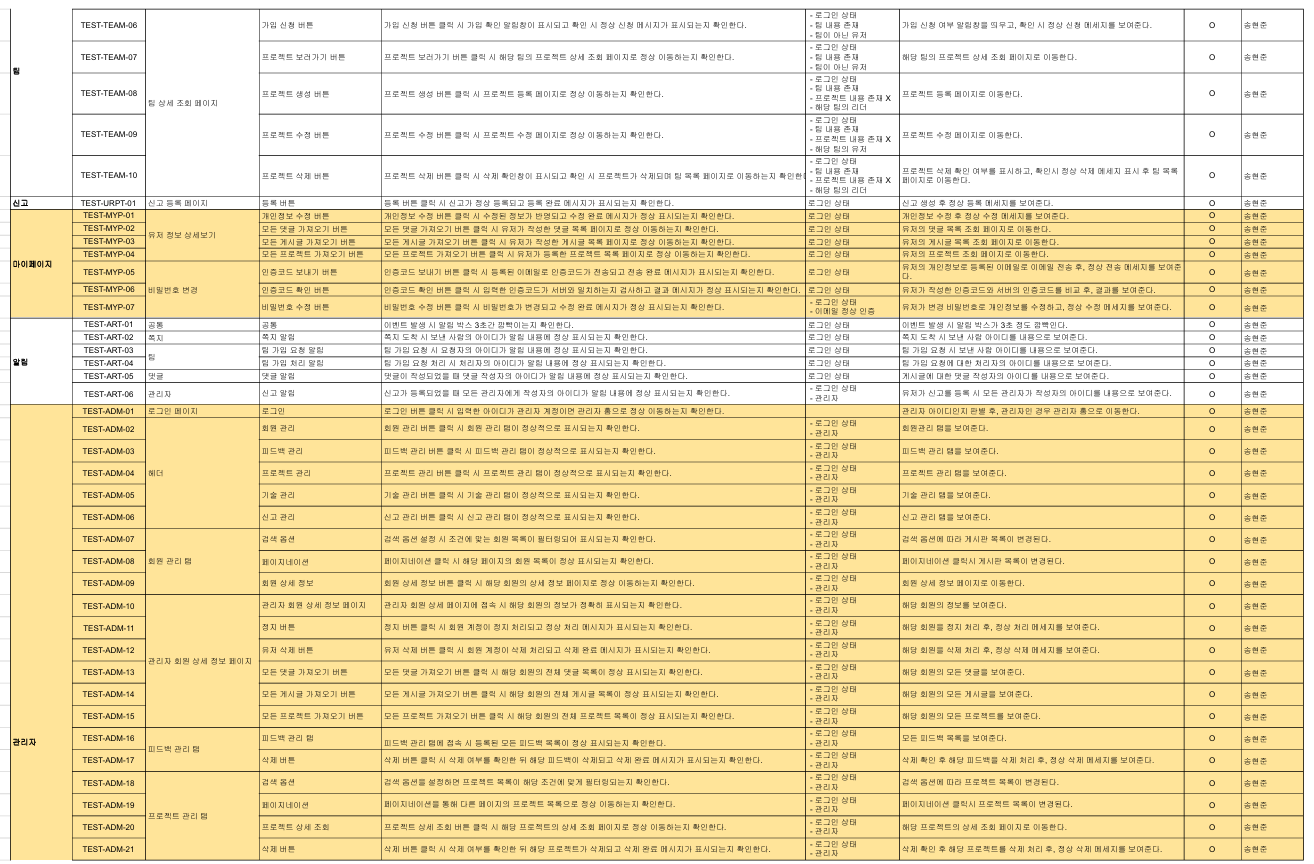 TEST-TEAM-06 가입 신청 버튼 가입 신청 버튼 클릭 시 가입 확인 알림창이 표시되고 확인 시 정상 신청 메시지가 표시되는지 확인한다. - 로그인 상태 - 팀 내용 존재 - 팀이 아닌 유저 가입 신청 여부 알림창을 띄우고, 확인 시 정상 신청 메세지를 보여준다. O 송현준
팀
TEST-TEAM-07 프로젝트 보러가기 버튼 프로젝트 보러가기 버튼 클릭 시 해당 팀의 프로젝트 상세 조회 페이지로 정상 이동하는지 확인한다. - 로그인 상태 - 팀 내용 존재 - 팀이 아닌 유저 해당 팀의 프로젝트 상세 조회 페이지로 이동한다. O 송현준
팀 상세 조회 페이지
TEST-TEAM-08 프로젝트 생성 버튼 프로젝트 생성 버튼 클릭 시 프로젝트 등록 페이지로 정상 이동하는지 확인한다. - 로그인 상태 - 팀 내용 존재 - 프로젝트 내용 존재 X - 해당 팀의 리더 프로젝트 등록 페이지로 이동한다. O 송현준
TEST-TEAM-09 프로젝트 수정 버튼 프로젝트 수정 버튼 클릭 시 프로젝트 수정 페이지로 정상 이동하는지 확인한다. - 로그인 상태 - 팀 내용 존재 - 프로젝트 내용 존재 X - 해당 팀의 유저 프로젝트 수정 페이지로 이동한다. O 송현준
TEST-TEAM-10 프로젝트 삭제 버튼 프로젝트 삭제 버튼 클릭 시 삭제 확인창이 표시되고 확인 시 프로젝트가 삭제되며 팀 목록 페이지로 이동하는지 확인한 - 로그인 상태 - 팀 내용 존재 - 프로젝트 내용 존재 X - 해당 팀의 리더 프로젝트 삭제 확인 여부를 표시하고, 확인시 정상 삭제 메세지 표시 후 팀 목록 페이지로 이동한다. O 송현준
신고 TEST-URPT-01 신고 등록 페이지 등록 버튼 등록 버튼 클릭 시 신고가 정상 등록되고 등록 완료 메시지가 표시되는지 확인한다. 로그인 상태 신고 생성 후 정상 등록 메세지를 보여준다. O 송현준
마이페이지
TEST-MYP-01 유저 정보 상세보기 개인정보 수정 버튼 개인정보 수정 버튼 클릭 시 수정된 정보가 반영되고 수정 완료 메시지가 정상 표시되는지 확인한다. 로그인 상태 개인정보 수정 후 정상 수정 메세지를 보여준다. O 송현준
TEST-MYP-02 모든 댓글 가져오기 버튼 모든 댓글 가져오기 버튼 클릭 시 유저가 작성한 댓글 목록 페이지로 정상 이동하는지 확인한다. 로그인 상태 유저의 댓글 목록 조회 페이지로 이동한다. O 송현준
TEST-MYP-03 모든 게시글 가져오기 버튼 모든 게시글 가져오기 버튼 클릭 시 유저가 작성한 게시글 목록 페이지로 정상 이동하는지 확인한다. 로그인 상태 유저의 게시글 목록 조회 페이지로 이동한다. O 송현준
TEST-MYP-04 모든 프로젝트 가져오기 버튼 모든 프로젝트 가져오기 버튼 클릭 시 유저가 등록한 프로젝트 목록 페이지로 정상 이동하는지 확인한다. 로그인 상태 유저의 프로젝트 조회 페이지로 이동한다. O 송현준
TEST-MYP-05 비밀번호 변경 인증코드 보내기 버튼 인증코드 보내기 버튼 클릭 시 등록된 이메일로 인증코드가 전송되고 전송 완료 메시지가 표시되는지 확인한다. 로그인 상태 유저의 개인정보로 등록된 이메일로 이메일 전송 후, 정상 전송 메세지를 보여준다. O 송현준
TEST-MYP-06 인증코드 확인 버튼 인증코드 확인 버튼 클릭 시 입력한 인증코드가 서버와 일치하는지 검사하고 결과 메시지가 정상 표시되는지 확인한다. 로그인 상태 유저가 작성한 인증코드와 서버의 인증코드를 비교 후, 결과를 보여준다. O 송현준
TEST-MYP-07 비밀번호 수정 버튼 비밀번호 수정 버튼 클릭 시 비밀번호가 변경되고 수정 완료 메시지가 정상 표시되는지 확인한다. - 로그인 상태 - 이메일 정상 인증 유저가 변경 비밀번호로 개인정보를 수정하고, 정상 수정 메세지를 보여준다. O 송현준
알림
TEST-ART-01 공통 공통 이벤트 발생 시 알림 박스 3초간 깜빡이는지 확인한다. 로그인 상태 이벤트 발생 시 알림 박스가 3초 정도 깜빡인다. O 송현준
TEST-ART-02 쪽지 쪽지 알림 쪽지 도착 시 보낸 사람의 아이디가 알림 내용에 정상 표시되는지 확인한다. 로그인 상태 쪽지 도착 시 보낸 사람 아이디를 내용으로 보여준다. O 송현준
TEST-ART-03 팀 팀 가입 요청 알림 팀 가입 요청 시 요청자의 아이디가 알림 내용에 정상 표시되는지 확인한다. 로그인 상태 팀 가입 요청 시 요청한 사람 아이디를 내용으로 보여준다. O 송현준
TEST-ART-04 팀 가입 처리 알림 팀 가입 요청 처리 시 처리자의 아이디가 알림 내용에 정상 표시되는지 확인한다. 로그인 상태 팀 가입 요청에 대한 처리자의 아이디를 내용으로 보여준다. O 송현준
TEST-ART-05 댓글 댓글 알림 댓글이 작성되었을 때 댓글 작성자의 아이디가 알림 내용에 정상 표시되는지 확인한다. 로그인 상태 게시글에 대한 댓글 작성자의 아이디를 내용으로 보여준다. O 송현준
TEST-ART-06 관리자 신고 알림 신고가 등록되었을 때 모든 관리자에게 작성자의 아이디가 알림 내용에 정상 표시되는지 확인한다. - 로그인 상태 - 관리자 유저가 신고를 등록 시 모든 관리자가 작성자의 아이디를 내용으로 보여준다. O 송현준
관리자
TEST-ADM-01 로그인 페이지 로그인 로그인 버튼 클릭 시 입력한 아이디가 관리자 계정이면 관리자 홈으로 정상 이동하는지 확인한다. 관리자 아이디인지 판별 후, 관리자인 경우 관리자 홈으로 이동한다. O 송현준
TEST-ADM-02 헤더 회원 관리 회원 관리 버튼 클릭 시 회원 관리 탭이 정상적으로 표시되는지 확인한다. - 로그인 상태 - 관리자 회원관리 탭을 보여준다. O 송현준
TEST-ADM-03 피드백 관리 피드백 관리 버튼 클릭 시 피드백 관리 탭이 정상적으로 표시되는지 확인한다. - 로그인 상태 - 관리자 피드백 관리 탭을 보여준다. O 송현준
TEST-ADM-04 프로젝트 관리 프로젝트 관리 버튼 클릭 시 프로젝트 관리 탭이 정상적으로 표시되는지 확인한다. - 로그인 상태 - 관리자 프로젝트 관리 탭을 보여준다. O 송현준
TEST-ADM-05 기술 관리 기술 관리 버튼 클릭 시 기술 관리 탭이 정상적으로 표시되는지 확인한다. - 로그인 상태 - 관리자 기술 관리 탭을 보여준다. O 송현준
TEST-ADM-06 신고 관리 신고 관리 버튼 클릭 시 신고 관리 탭이 정상적으로 표시되는지 확인한다. - 로그인 상태 - 관리자 신고 관리 탭을 보여준다. O 송현준
TEST-ADM-07 회원 관리 탭 검색 옵션 검색 옵션 설정 시 조건에 맞는 회원 목록이 필터링되어 표시되는지 확인한다. - 로그인 상태 - 관리자 검색 옵션에 따라 게시판 목록이 변경된다. O 송현준
TEST-ADM-08 페이지네이션 페이지네이션 클릭 시 해당 페이지의 회원 목록이 정상 표시되는지 확인한다. - 로그인 상태 - 관리자 페이지네이션 클릭시 게시판 목록이 변경된다. O 송현준
TEST-ADM-09 회원 상세 정보 회원 상세 정보 버튼 클릭 시 해당 회원의 상세 정보 페이지로 정상 이동하는지 확인한다. - 로그인 상태 - 관리자 회원 상세 정보 페이지로 이동한다. O 송현준
TEST-ADM-10 관리자 회원 상세 정보 페이지 관리자 회원 상세 정보 페이지 관리자 회원 상세 페이지에 접속 시 해당 회원의 정보가 정확히 표시되는지 확인한다. - 로그인 상태 - 관리자 해당 회원의 정보를 보여준다. O 송현준
TEST-ADM-11 정지 버튼 정지 버튼 클릭 시 회원 계정이 정지 처리되고 정상 처리 메시지가 표시되는지 확인한다. - 로그인 상태 - 관리자 해당 회원을 정지 처리 후, 정상 처리 메세지를 보여준다. O 송현준
TEST-ADM-12 유저 삭제 버튼 유저 삭제 버튼 클릭 시 회원 계정이 삭제 처리되고 삭제 완료 메시지가 표시되는지 확인한다. - 로그인 상태 - 관리자 해당 회원을 삭제 처리 후, 정상 삭제 메세지를 보여준다. O 송현준
TEST-ADM-13 모든 댓글 가져오기 버튼 모든 댓글 가져오기 버튼 클릭 시 해당 회원의 전체 댓글 목록이 정상 표시되는지 확인한다. - 로그인 상태 - 관리자 해당 회원의 모든 댓글을 보여준다. O 송현준
TEST-ADM-14 모든 게시글 가져오기 버튼 모든 게시글 가져오기 버튼 클릭 시 해당 회원의 전체 게시글 목록이 정상 표시되는지 확인한다. - 로그인 상태 - 관리자 해당 회원의 모든 게시글을 보여준다. O 송현준
TEST-ADM-15 모든 프로젝트 가져오기 버튼 모든 프로젝트 가져오기 버튼 클릭 시 해당 회원의 전체 프로젝트 목록이 정상 표시되는지 확인한다. - 로그인 상태 - 관리자 해당 회원의 모든 프로젝트를 보여준다. O 송현준
TEST-ADM-16 피드백 관리 탭 피드백 관리 탭 피드백 관리 탭에 접속 시 등록된 모든 피드백 목록이 정상 표시되는지 확인한다. - 로그인 상태 - 관리자 모든 피드백 목록을 보여준다. O 송현준
TEST-ADM-17 삭제 버튼 삭제 버튼 클릭 시 삭제 여부를 확인한 뒤 해당 피드백이 삭제되고 삭제 완료 메시지가 표시되는지 확인한다. - 로그인 상태 - 관리자 삭제 확인 후 해당 피드백을 삭제 처리 후, 정상 삭제 메세지를 보여준다. O 송현준
TEST-ADM-18 프로젝트 관리 탭 검색 옵션 검색 옵션을 설정하면 프로젝트 목록이 해당 조건에 맞게 필터링되는지 확인한다. - 로그인 상태 - 관리자 검색 옵션에 따라 프로젝트 목록이 변경된다. O 송현준
TEST-ADM-19 페이지네이션 페이지네이션을 통해 다른 페이지의 프로젝트 목록으로 정상 이동하는지 확인한다. - 로그인 상태 - 관리자 페이지네이션 클릭시 프로젝트 목록이 변경된다. O 송현준
TEST-ADM-20 프로젝트 상세 조회 프로젝트 상세 조회 버튼 클릭 시 해당 프로젝트의 상세 조회 페이지로 정상 이동하는지 확인한다. - 로그인 상태 - 관리자 해당 프로젝트의 상세 조회 페이지로 이동한다. O 송현준
TEST-ADM-21 삭제 버튼 삭제 버튼 클릭 시 삭제 여부를 확인한 뒤 해당 프로젝트가 삭제되고 삭제 완료 메시지가 표시되는지 확인한다. - 로그인 상태 - 관리자 삭제 확인 후 해당 프로젝트를 삭제 처리 후, 정상 삭제 메세지를 보여준다. O 송현준